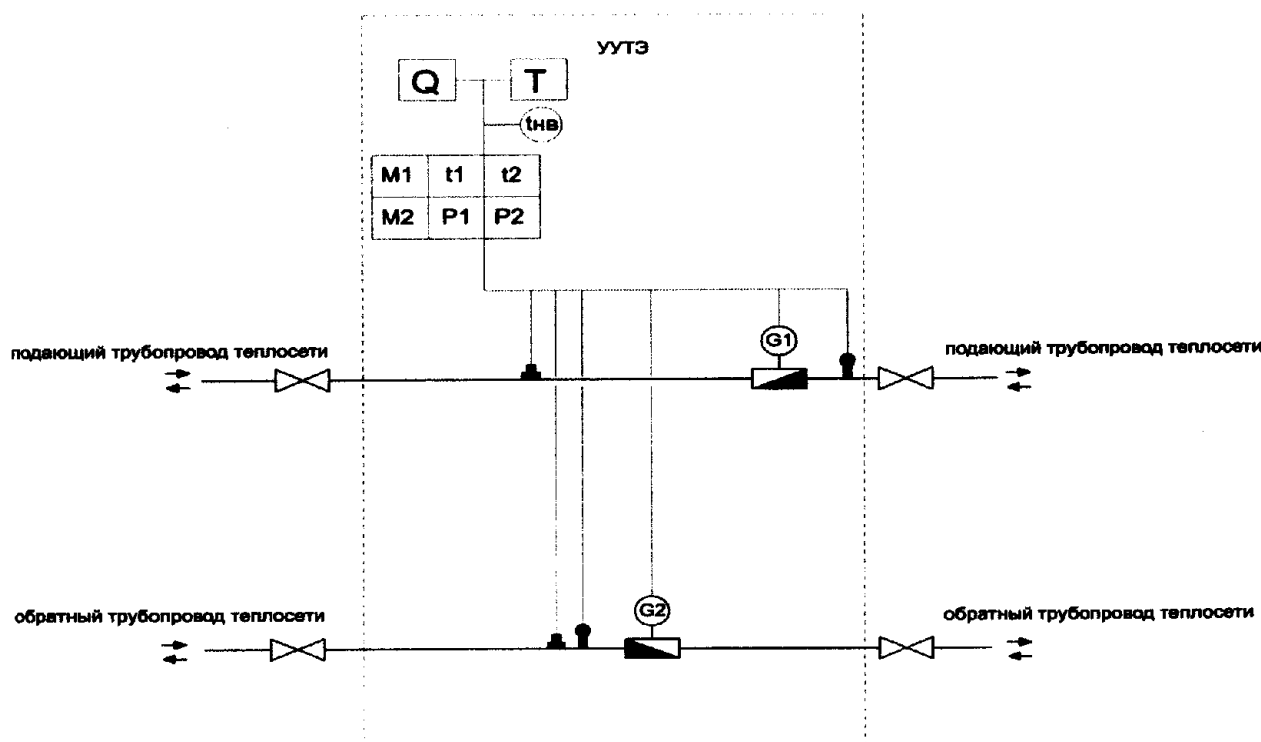 УУТЭ
Q T
tнв
M1 t1 t2
M2 P1 P2
G1
подающий трубопровод теплосети
подающий трубопровод теплосети
G2
обратный трубопровод теплосети
обратный трубопровод теплосети